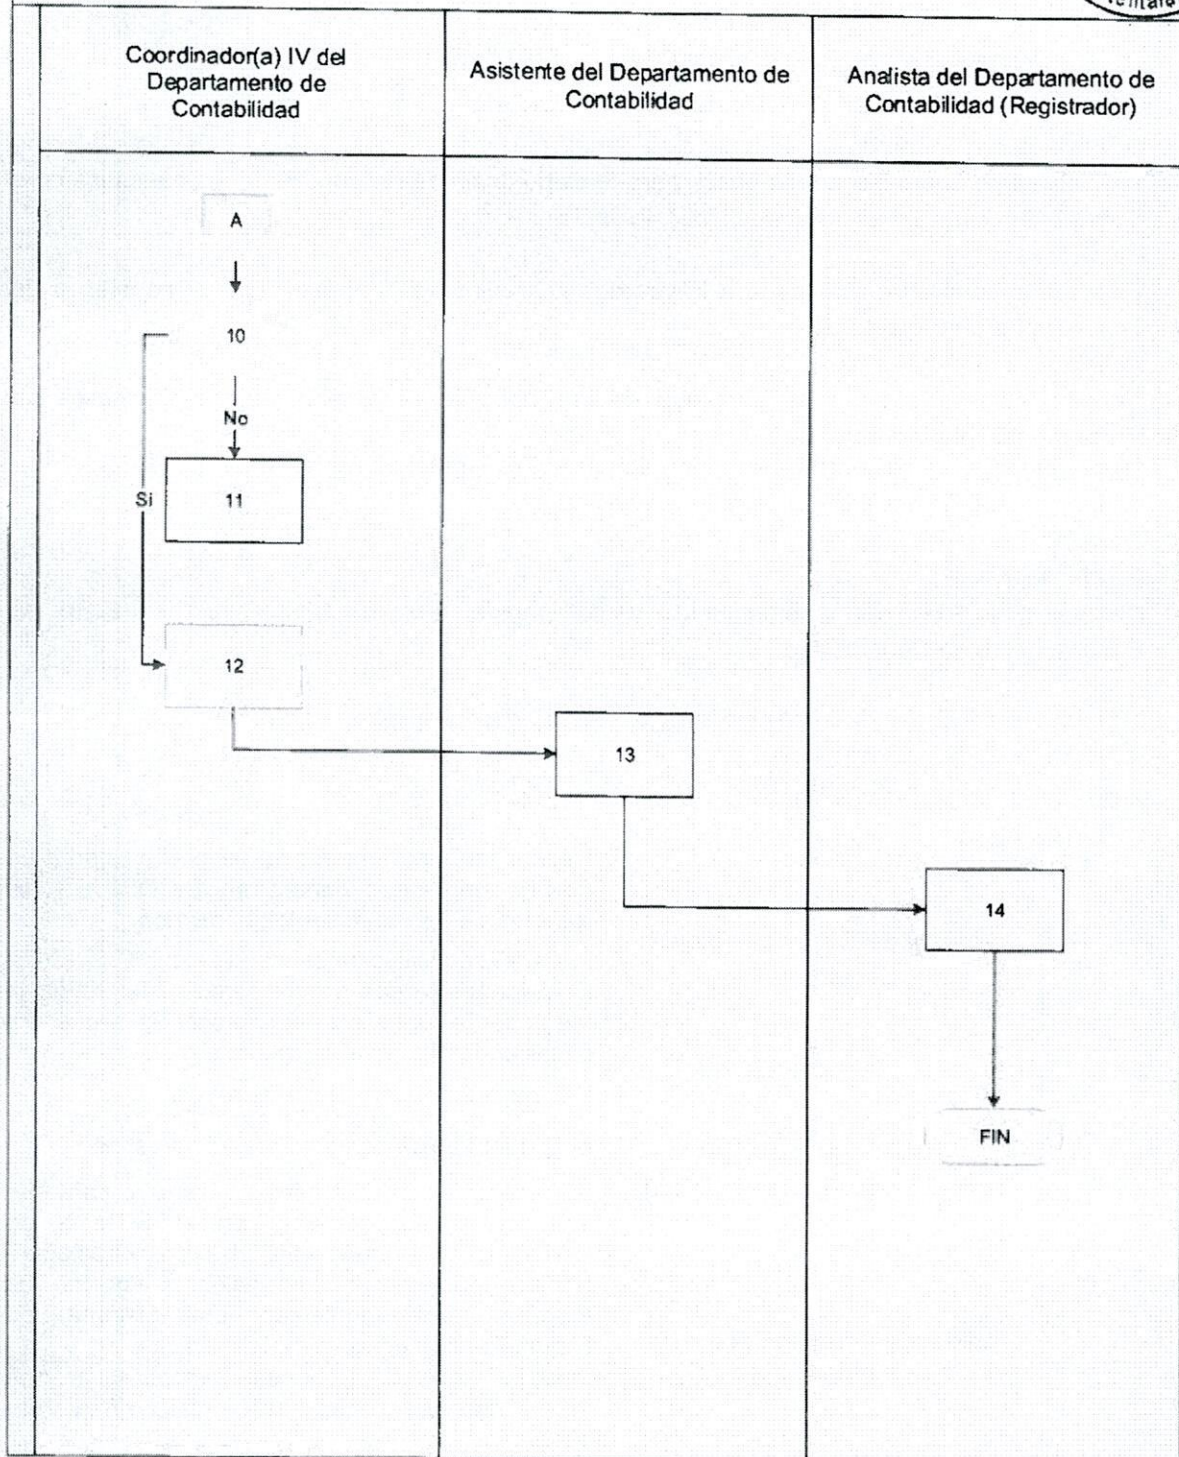 Coordinador(a) IV del
Departamento de
Contabilidad
Asistente del Departamento de
Contabilidad
Analista del Departamento de
Contabilidad (Registrador)
A
10
No
Si
11
12
13
14
FIN